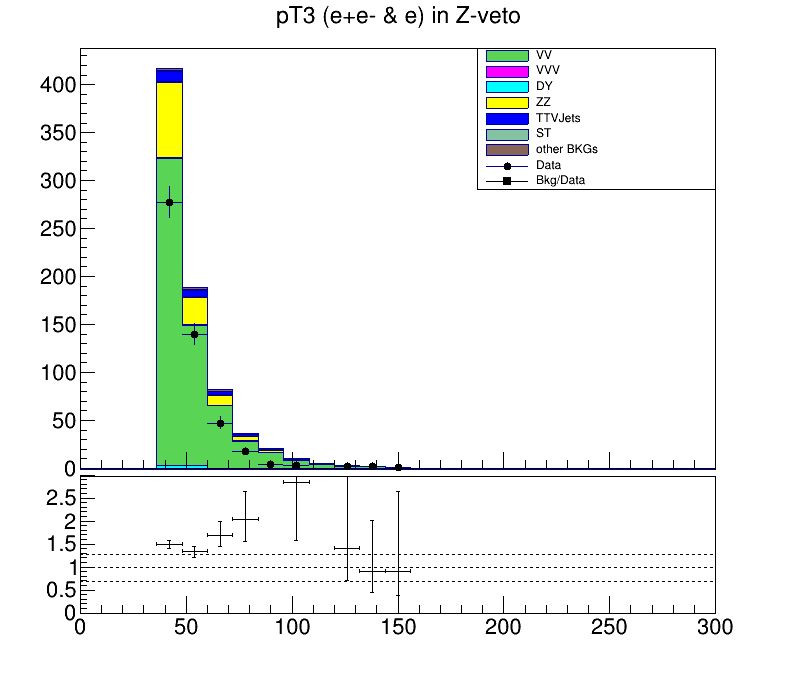 pT3 (e+e- & e) in Z-veto
VV
VVV
DY
ZZ
TTVJets
ST
other BKGs
Data
Bkg/Data
400
350
300
250
200
150
100
50
0
2.5
2
1.5
1
0.5
0
0 50 100 150 200 250 300